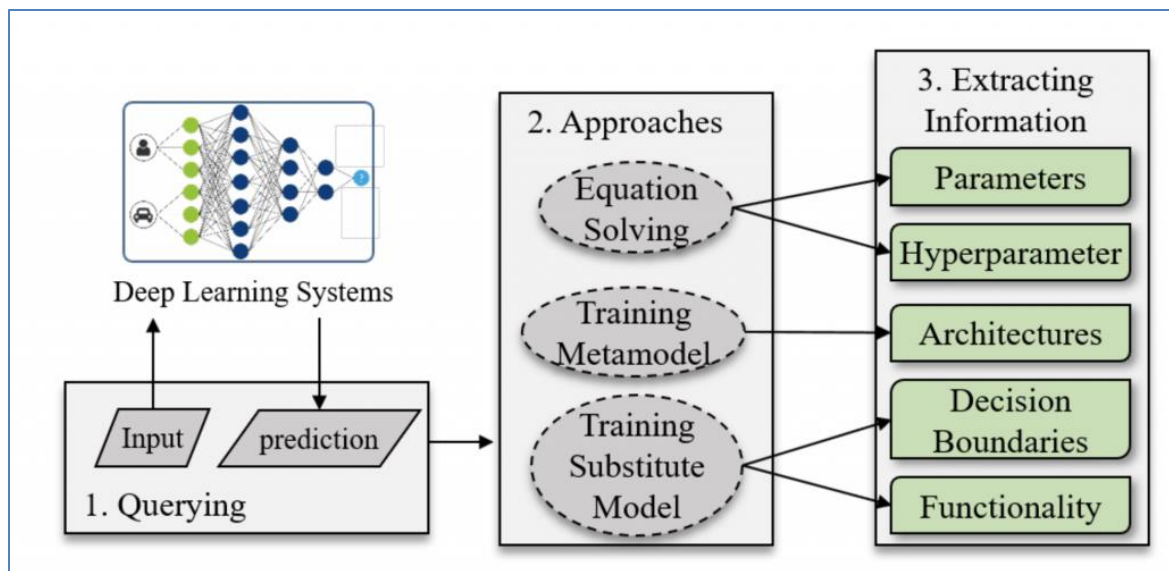 Deep Learning Systems
Input
prediction
1. Querying
2. Approaches
Equation
Solving
Training
Metamodel
Training
Substitute
Model
3. Extracting
Information
Parameters
Hyperparameter
Architectures
Decision
Boundaries
Functionality